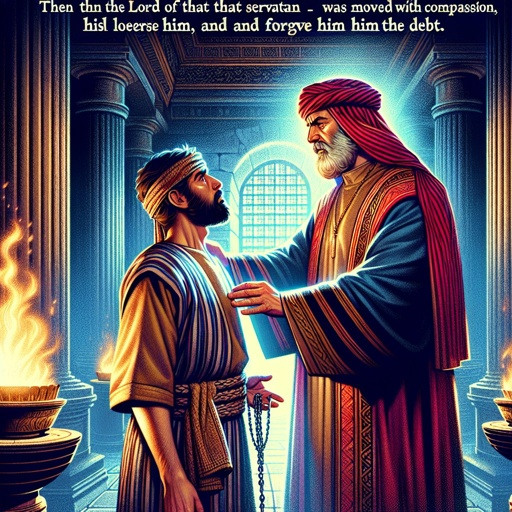 Then thn the Lord of that that servatan - was moved with compassion,
hisl loerse him, and and forgve him him the debt.